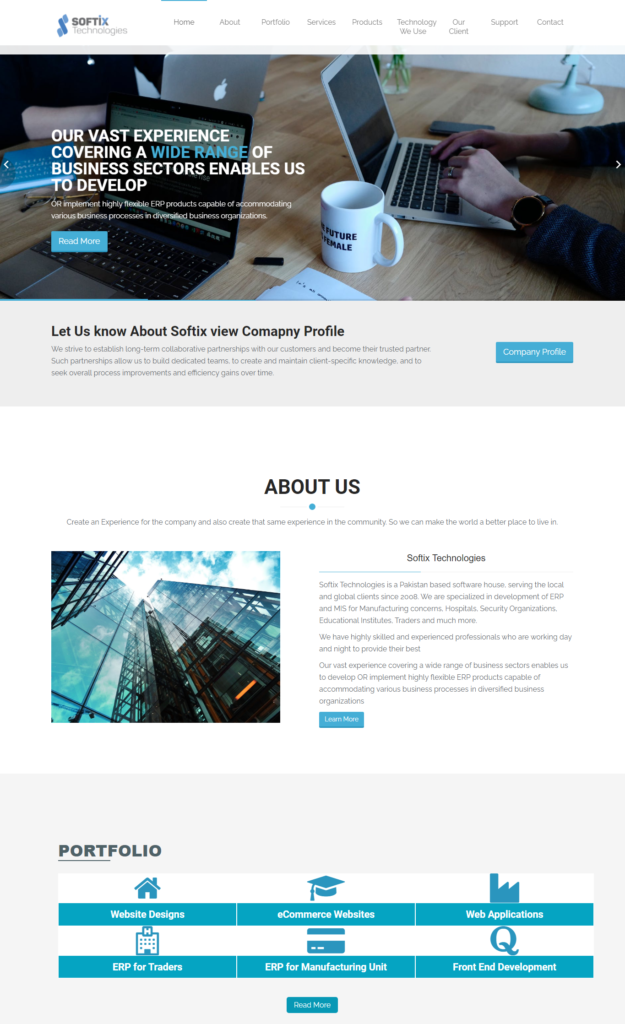 SOFTiX
Technologies
Home
About
Portfolio
Services
Products
Technology
We Use
Our
Client
Support
Contact
OUR VAST EXPERIENCE
COVERING A WIDE RANGE OF
BUSINESS SECTORS ENABLES US
TO DEVELOP
OR implement highly flexible ERP products capable of accommodating
various business processes in diversified business organizations.
Read More
FUTURE
FEMALE
Let Us know About Softix view Comapny Profile
We strive to establish long-term collaborative partnerships with our customers and become their trusted partner.
Such partnerships allow us to build dedicated teams, to create and maintain client-specific knowledge, and to
seek overall process improvements and efficiency gains over time.
Company Profile
ABOUT US
Create an Experience for the company and also create that same experience in the community. So we can make the world a better place to live in.
Softix Technologies
Softix Technologies is a Pakistan based software house, serving the local
and global clients since 2008. We are specialized in development of ERP
and MIS for Manufacturing concerns, Hospitals, Security Organizations,
Educational Institutes, Traders and much more.
We have highly skilled and experienced professionals who are working day
and night to provide their best
Our vast experience covering a wide range of business sectors enables us
to develop OR implement highly flexible ERP products capable of
accommodating various business processes in diversified business
organizations
Learn More
PORTFOLIO
Website Designs
eCommerce Websites
Web Applications
H
Q
ERP for Traders
ERP for Manufacturing Unit
Front End Development
Read More